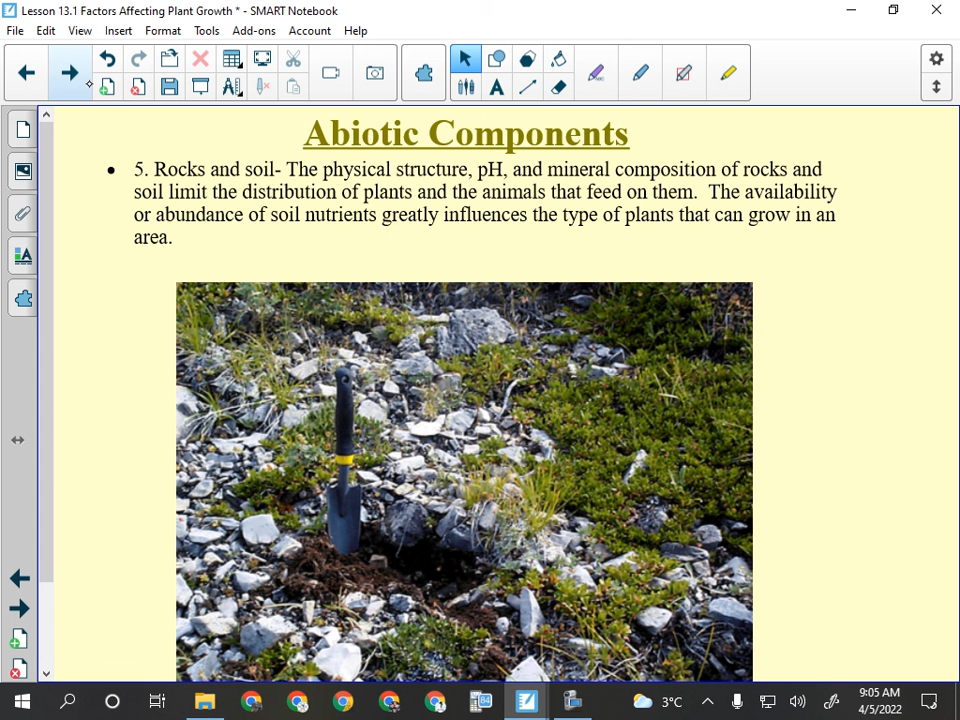 Lesson 13.1 Factors Affecting Plant Growth * - SMART Notebook
File Edit View Insert Format Tools Add-ons Account Help
Abiotic Components
• 5. Rocks and soil- The physical structure, pH, and mineral composition of rocks and
soil limit the distribution of plants and the animals that feed on them. The availability
or abundance of soil nutrients greatly influences the type of plants that can grow in an
area.
3°C
9:05 AM
4/5/2022